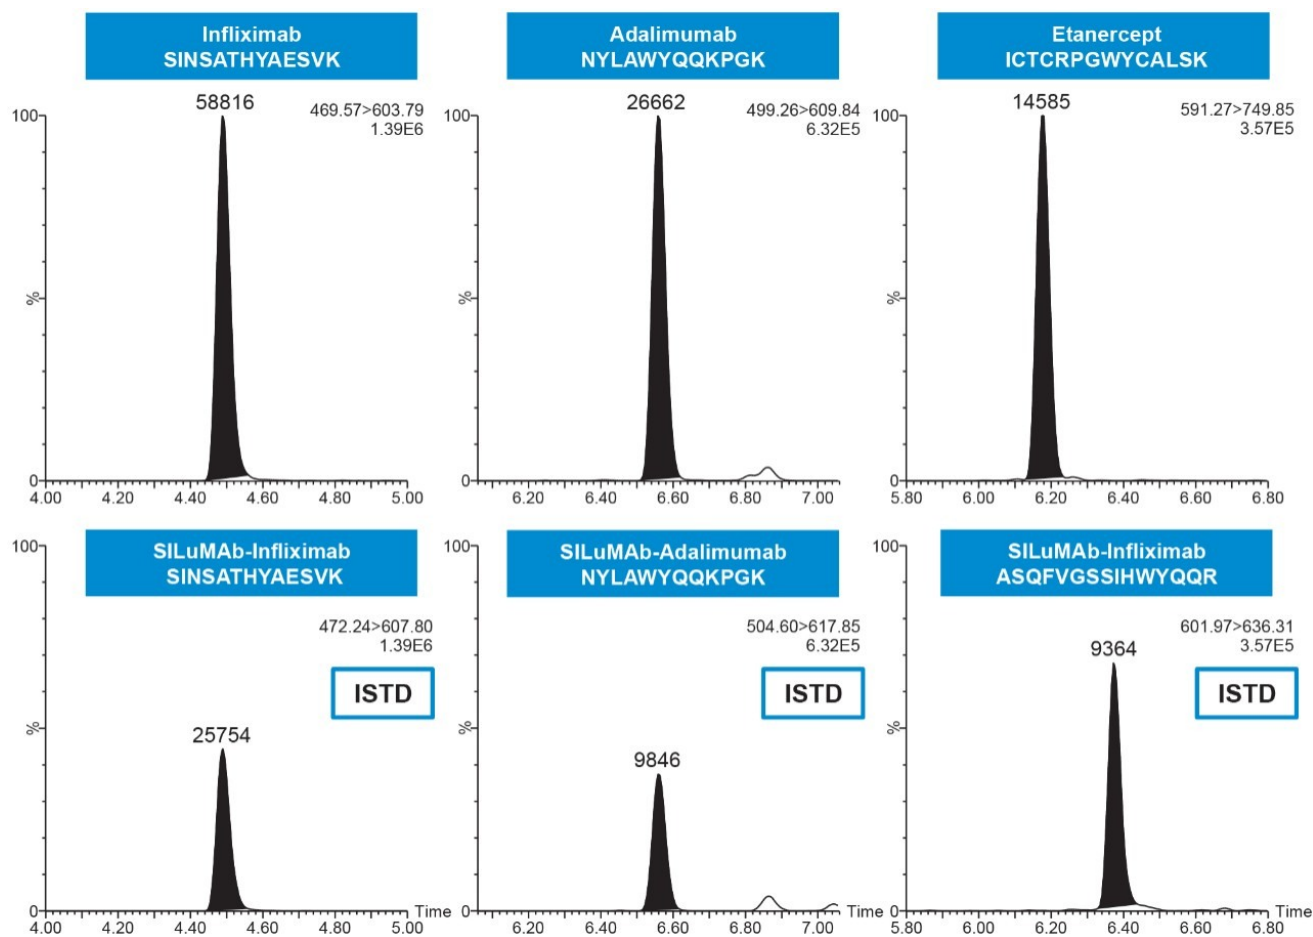 Infliximab
SINSATHYAESVK
58816
469.57>603.79
1.39E6
100
%
0
4.00 4.20 4.40 4.60 4.80 5.00
Adalimumab
NYLAWYQQKPGK
26662
499.26>609.84
6.32E5
100
%
0
6.20 6.40 6.60 6.80 7.00
Etanercept
ICTCRPGWYCALSK
14585
591.27>749.85
3.57E5
100
%
0
5.80 6.00 6.20 6.40 6.60 6.80
SILuMAb-Infliximab
SINSATHYAESVK
472.24>607.80
1.39E6
ISTD
25754
100
%
0
4.00 4.20 4.40 4.60 4.80 5.00
Time
SILuMAb-Adalimumab
NYLAWYQQKPGK
504.60>617.85
6.32E5
ISTD
9846
100
%
0
6.20 6.40 6.60 6.80 7.00
Time
SILuMAb-Infliximab
ASQFVGSSIHWYQQR
601.97>636.31
3.57E5
ISTD
9364
100
%
0
5.80 6.00 6.20 6.40 6.60 6.80
Time